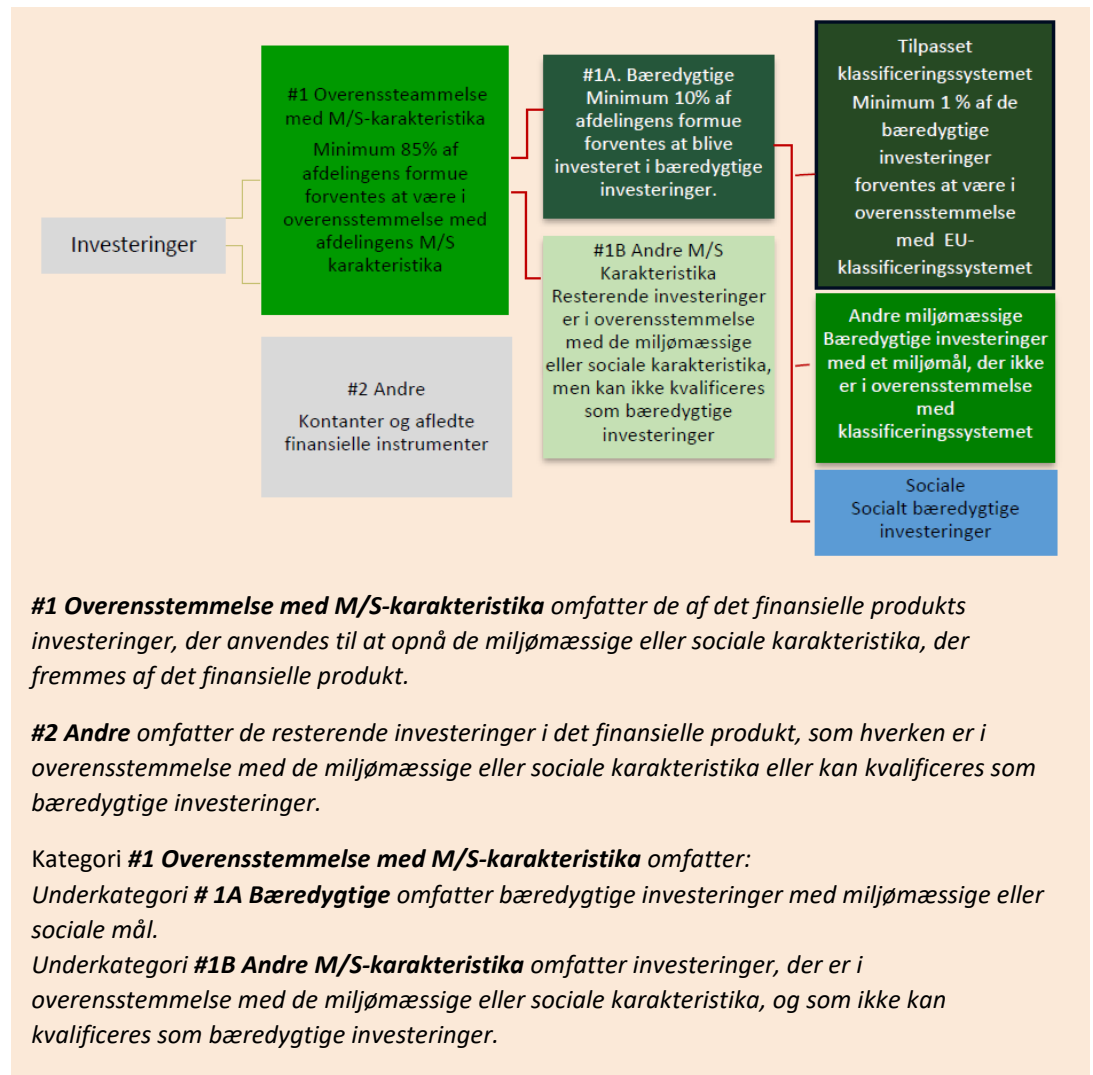 Investeringer
#1 Overenssteammelse
med M/S-karakteristika
Minimum 85% af
afdelingens formue
forventes at være i
overensstemmelse med
afdelingens M/S
karakteristika
#2 Andre
Kontanter og afledte
finansielle instrumenter
#1A. Bæredygtige
Minimum 10% af
afdelingens formue
forventes at blive
investeret i bæredygtige
investeringer.
#1B Andre M/S
Karakteristika
Resterende investeringer
er i overensstemmelse
med de miljømæssige
eller sociale karakteristika,
men kan ikke kvalificeres
som bæredygtige
investeringer
Tilpasset
klassificeringssystemet
Minimum 1 % af de
bæredygtige
investeringer
forventes at være i
overensstemmelse
med EU-
klassificeringssystemet
Andre miljømæssige
Bæredygtige investeringer
med et miljømål, der ikke
er i overensstemmelse
med
klassificeringssystemet
Sociale
Socialt bæredygtige
investeringer
#1 Overensstemmelse med M/S-karakteristika omfatter de af det finansielle produkts
investeringer, der anvendes til at opnå de miljømæssige eller sociale karakteristika, der
fremmes af det finansielle produkt.
#2 Andre omfatter de resterende investeringer i det finansielle produkt, som hverken er i
overensstemmelse med de miljømæssige eller sociale karakteristika eller kan kvalificeres som
bæredygtige investeringer.
Kategori #1 Overensstemmelse med M/S-karakteristika omfatter:
Underkategori # 1A Bæredygtige omfatter bæredygtige investeringer med miljømæssige eller
sociale mål.
Underkategori #1B Andre M/S-karakteristika omfatter investeringer, der er i
overensstemmelse med de miljømæssige eller sociale karakteristika, og som ikke kan
kvalificeres som bæredygtige investeringer.